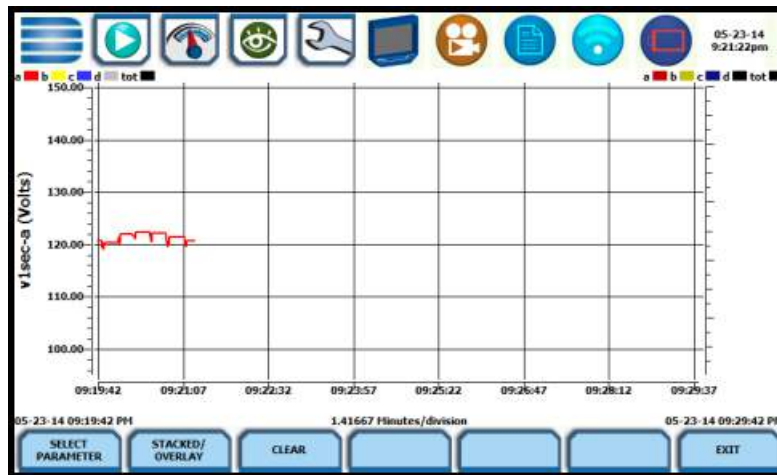 05-23-14
9:21:22pm
a b c d tot
a b c d tot
150.00
140.00
130.00
120.00
110.00
100.00
v1sec-a (Volts)
09:19:42 09:21:07 09:22:32 09:23:57 09:25:22 09:26:47 09:28:12 09:29:37
05-23-14 09:19:42 PM 1.41667 Minutes/division 05-23-14 09:29:42 PM
SELECT PARAMETER
STACKED/ OVERLAY
CLEAR
EXIT